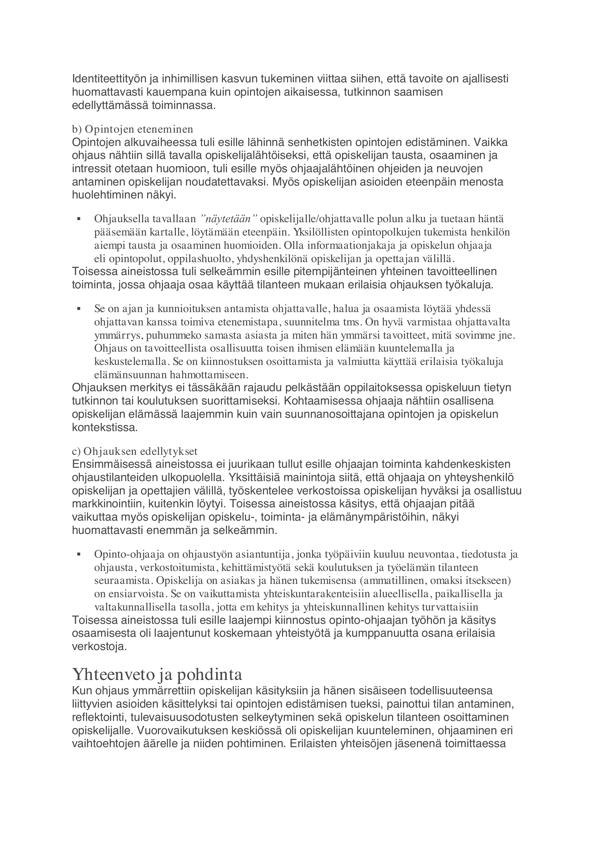 Identiteettityön ja inhimillisen kasvun tukeminen viittaa siihen, että tavoite on ajallisesti
huomattavasti kauempana kuin opintojen aikaisessa, tutkinnon saamisen
edellyttämässä toiminnassa.
b) Opintojen eteneminen
Opintojen alkuvaiheessa tuli esille lähinnä senhetkisten opintojen edistäminen. Vaikka
ohjaus nähtiin sillä tavalla opiskelijalähtöiseksi, että opiskelijan tausta, osaaminen ja
intressit otetaan huomioon, tuli esille myös ohjaajalähtöinen ohjeiden ja neuvojen
antaminen opiskelijan noudatettavaksi. Myös opiskelijan asioiden eteenpäin menosta
huolehtiminen näkyi.
▪ Ohjauksella tavallaan ”näytetään” opiskelijalle/ohjattavalle polun alku ja tuetaan häntä
pääsemään kartalle, löytämään eteenpäin. Yksilöllisten opintopolkujen tukemista henkilön
aiempi tausta ja osaaminen huomioiden. Olla informaationjakaja ja opiskelun ohjaaja
eli opintopolut, oppilashuolto, yhdyshenkilönä opiskelijan ja opettajan välillä.
Toisessa aineistossa tuli selkeämmin esille pitempijänteinen yhteinen tavoitteellinen
toiminta, jossa ohjaaja osaa käyttää tilanteen mukaan erilaisia ohjauksen työkaluja.
▪ Se on ajan ja kunnioituksen antamista ohjattavalle, halua ja osaamista löytää yhdessä
ohjattavan kanssa toimiva etenemistapa, suunnitelma tms. On hyvä varmistaa ohjattavalta
ymmärrys, puhummeko samasta asiasta ja miten hän ymmärsi tavoitteet, mitä sovimme jne.
Ohjaus on tavoitteellista osallisuutta toisen ihmisen elämään kuuntelemalla ja
keskustelemalla. Se on kiinnostuksen osoittamista ja valmiutta käyttää erilaisia työkaluja
elämänsuunnan hahmottamiseen.
Ohjauksen merkitys ei tässäkään rajaudu pelkästään oppilaitoksessa opiskeluun tietyn
tutkinnon tai koulutuksen suorittamiseksi. Kohtaamisessa ohjaaja nähtiin osallisena
opiskelijan elämässä laajemmin kuin vain suunnanosoittajana opintojen ja opiskelun
kontekstissa.
c) Ohjauksen edellytykset
Ensimmäisessä aineistossa ei juurikaan tullut esille ohjaajan toiminta kahdenkeskisten
ohjaustilanteiden ulkopuolella. Yksittäisiä mainintoja siitä, että ohjaaja on yhteyshenkilö
opiskelijan ja opettajien välillä, työskentelee verkostoissa opiskelijan hyväksi ja osallistuu
markkinointiin, kuitenkin löytyi. Toisessa aineistossa käsitys, että ohjaajan pitää
vaikuttaa myös opiskelijan opiskelu-, toiminta- ja elämänympäristöihin, näkyi
huomattavasti enemmän ja selkeämmin.
▪ Opinto-ohjaaja on ohjaustyön asiantuntija, jonka työpäiviin kuuluu neuvontaa, tiedotusta ja
ohjausta, verkostoitumista, kehittämistyötä sekä koulutuksen ja työelämän tilanteen
seuraamista. Opiskelija on asiakas ja hänen tukemisensa (ammatillinen, omaksi itsekseen)
on ensiarvoista. Se on vaikuttamista yhteiskuntarakenteisiin alueellisella, paikallisella ja
valtakunnallisella tasolla, jotta em kehitys ja yhteiskunnallinen kehitys turvattaisiin
Toisessa aineistossa tuli esille laajempi kiinnostus opinto-ohjaajan työhön ja käsitys
osaamisesta oli laajentunut koskemaan yhteistyötä ja kumppanuutta osana erilaisia
verkostoja.
Yhteenveto ja pohdinta
Kun ohjaus ymmärrettiin opiskelijan käsityksiin ja hänen sisäiseen todellisuuteensa
liittyvien asioiden käsittelyksi tai opintojen edistämisen tueksi, painottui tilan antaminen,
reflektointi, tulevaisuusodotusten selkeytyminen sekä opiskelun tilanteen osoittaminen
opiskelijalle. Vuorovaikutuksen keskiössä oli opiskelijan kuunteleminen, ohjaaminen eri
vaihtoehtojen äärelle ja niiden pohtiminen. Erilaisten yhteisöjen jäsenenä toimittaessa